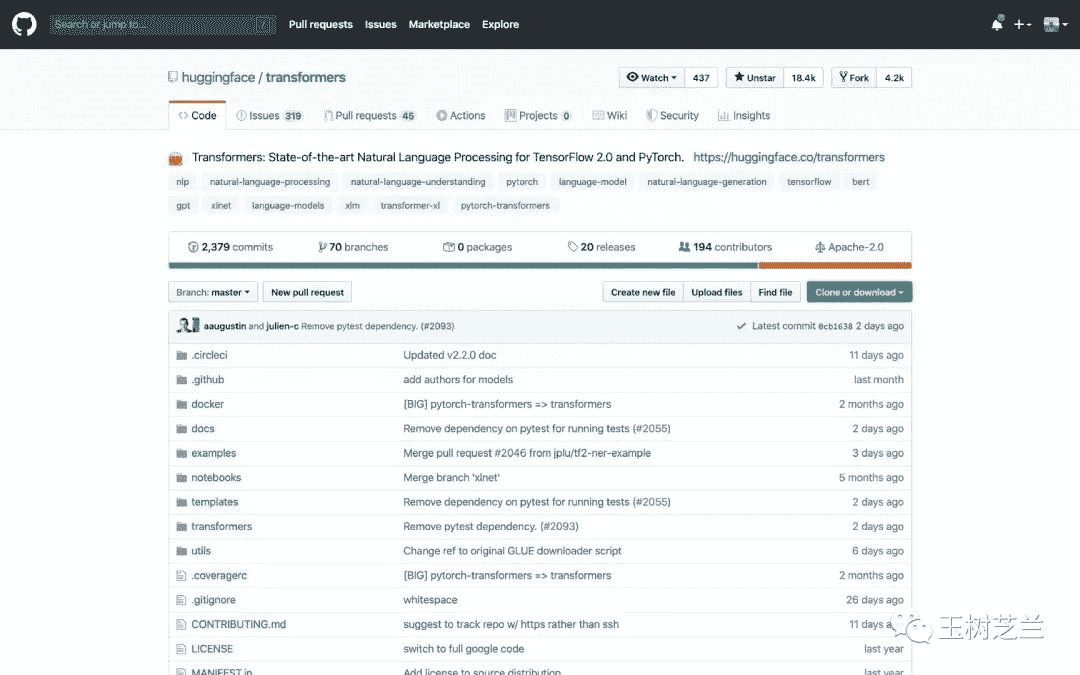 Search or jump to... / Pull requests Issues Marketplace Explore
huggingface / transformers Watch 437 Unstar 18.4k Fork 4.2k
Code Issues 319 Pull requests 45 Actions Projects 0 Wiki Security Insights
Transformers: State-of-the-art Natural Language Processing for TensorFlow 2.0 and PyTorch. https://huggingface.co/transformers
nlp natural-language-processing natural-language-understanding pytorch language-model natural-language-generation tensorflow bert
gpt xlnet language-models xlm transformer-xl pytorch-transformers
2,379 commits 70 branches 0 packages 20 releases 194 contributors Apache-2.0
Branch: master New pull request Create new file Upload files Find file Clone or download
aaugustin and julien-c Remove pytest dependency. (#2093) Latest commit 0cb1638 2 days ago
.circleci Updated v2.2.0 doc 11 days ago
.github add authors for models last month
docker [BIG] pytorch-transformers => transformers 2 months ago
docs Remove dependency on pytest for running tests (#2055) 2 days ago
examples Merge pull request #2046 from jplu/tf2-ner-example 3 days ago
notebooks Merge branch 'xlnet' 5 months ago
templates Remove dependency on pytest for running tests (#2055) 2 days ago
transformers Remove pytest dependency. (#2093) 2 days ago
utils Change ref to original GLUE downloader script 6 days ago
.coveragerc [BIG] pytorch-transformers => transformers 2 months ago
.gitignore whitespace 26 days ago
CONTRIBUTING.md suggest to track repo w/ https rather than ssh 11 days a
玉树芝兰
LICENSE switch to full google code last year
MANIFEST.in Add license to source distribution last year